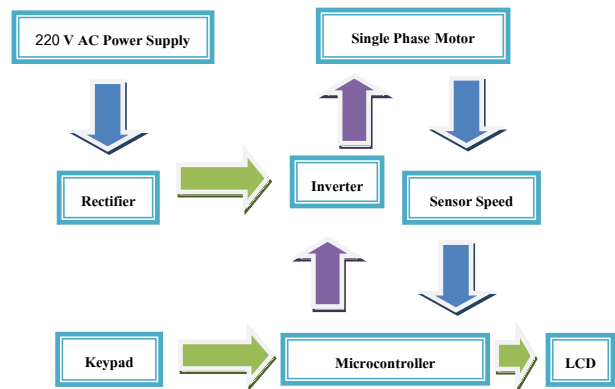 220 V AC Power Supply
Single Phase Motor
Rectifier
Inverter
Sensor Speed
Keypad
Microcontroller
LCD